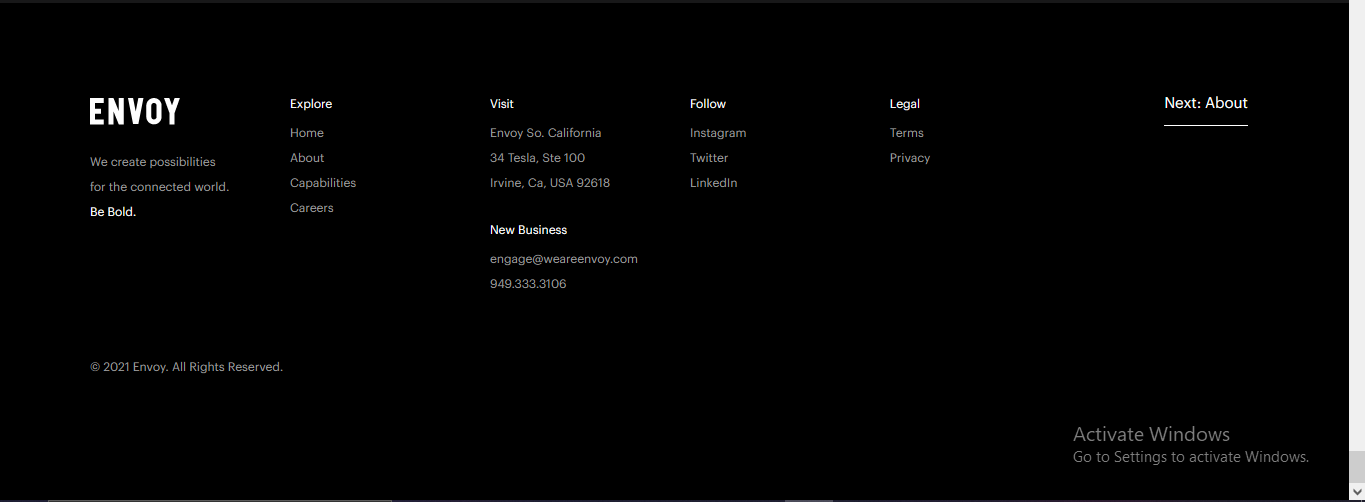 ENVOY
We create possibilities
for the connected world.
Be Bold.
Explore
Home
About
Capabilities
Careers
Visit
Envoy So. California
34 Tesla, Ste 100
Irvine, Ca, USA 92618
New Business
engage@weareenvoy.com
949.333.3106
Follow
Instagram
Twitter
LinkedIn
Legal
Terms
Privacy
Next: About
© 2021 Envoy. All Rights Reserved.
Activate Windows
Go to Settings to activate Windows.